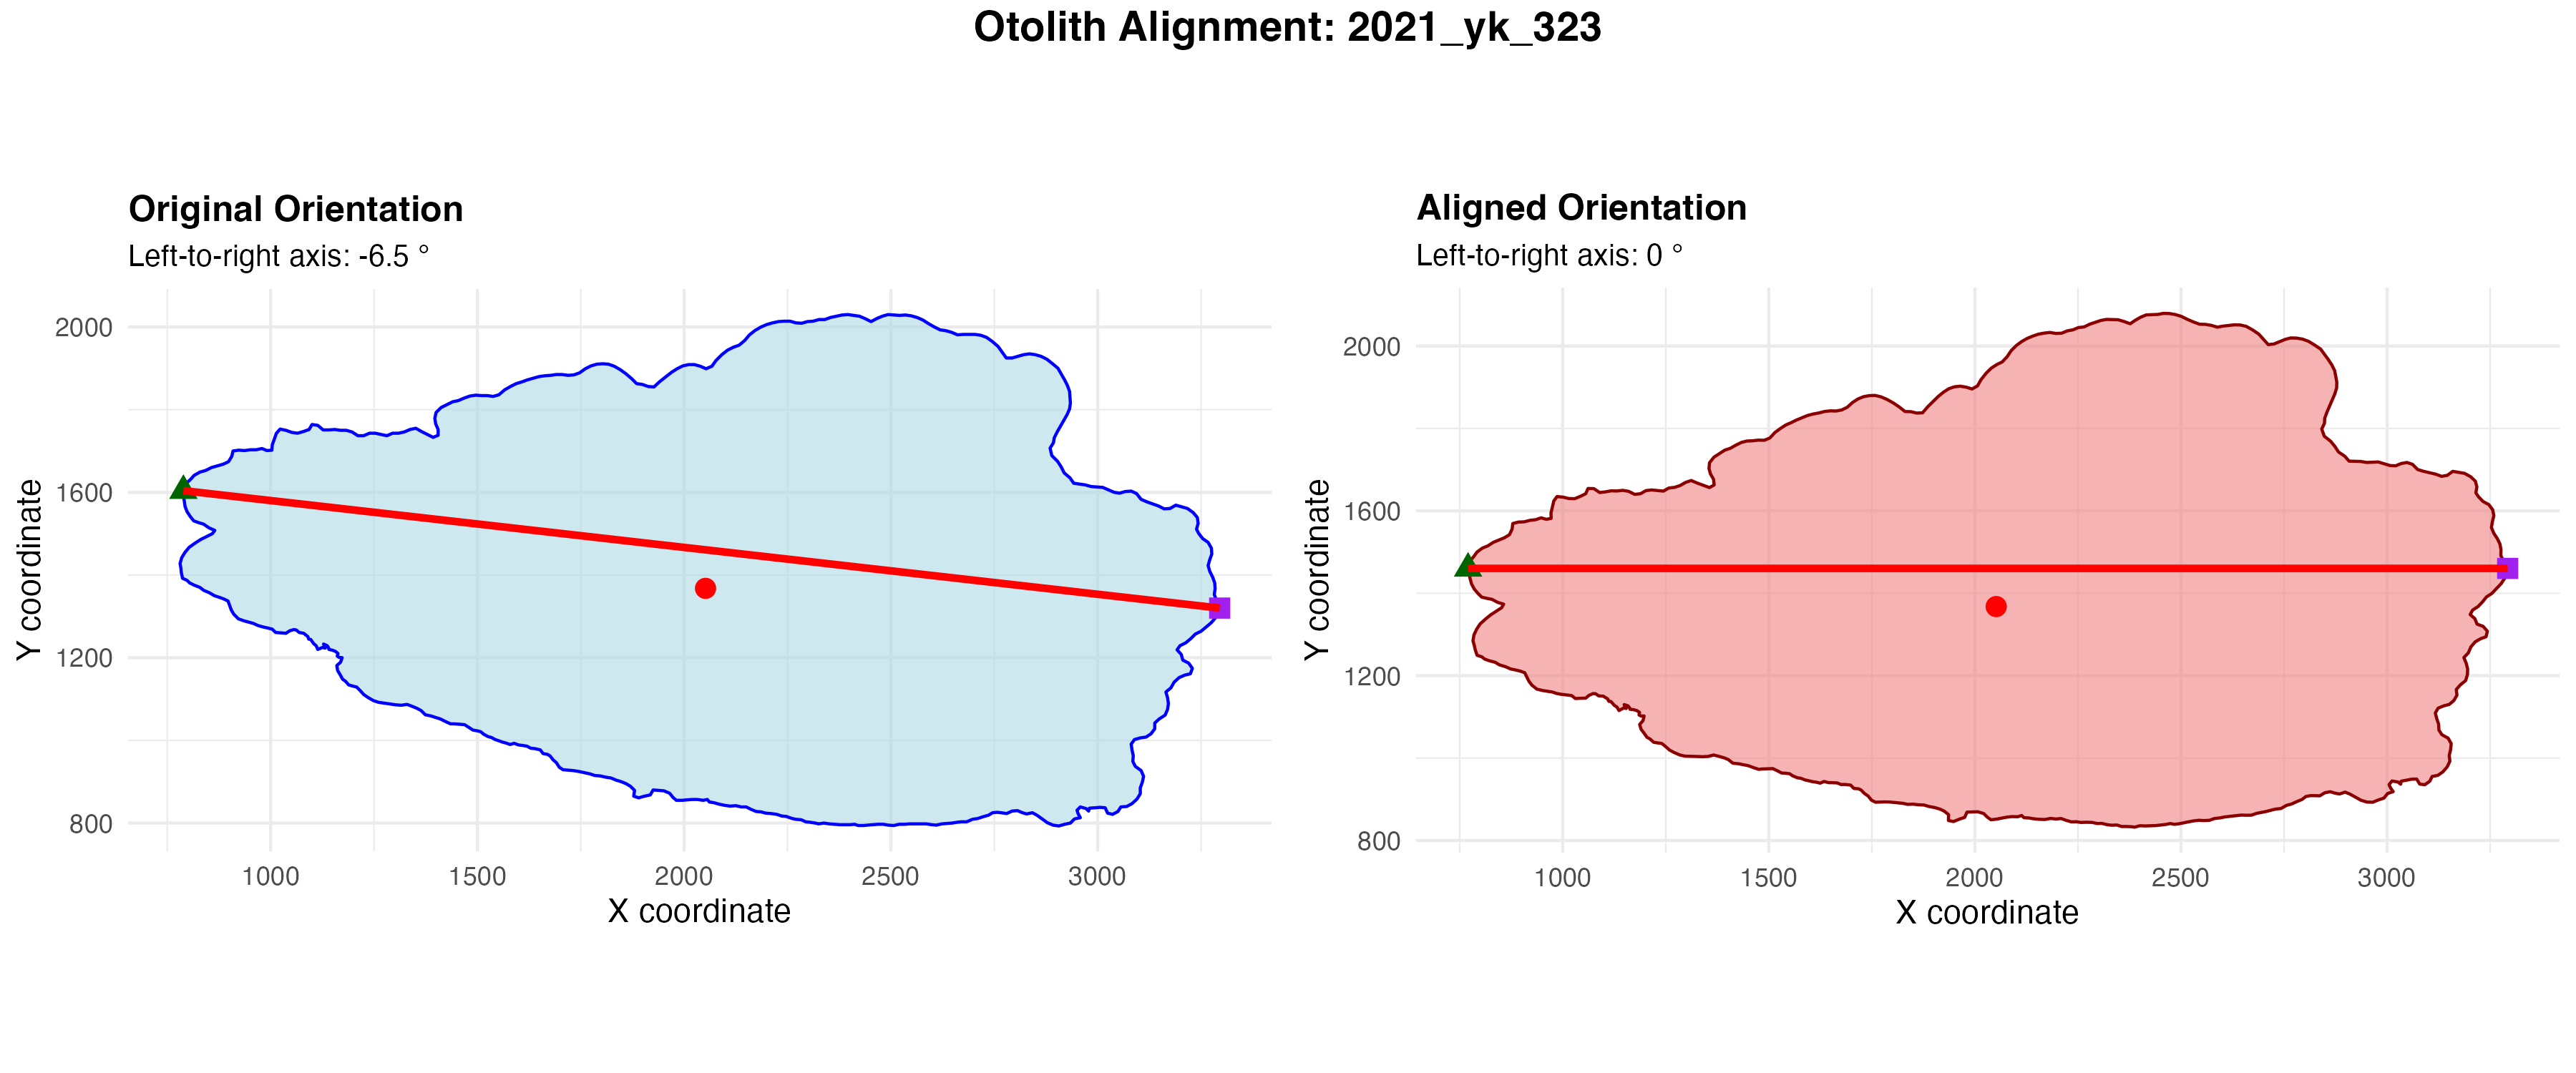 Otolith Alignment: 2021_yk_323
Original Orientation
Left-to-right axis: -6.5 °
2000
1600
1200
800
Y coordinate
1000 1500 2000 2500 3000
X coordinate
Aligned Orientation
Left-to-right axis: 0 °
2000
1600
1200
800
Y coordinate
1000 1500 2000 2500 3000
X coordinate